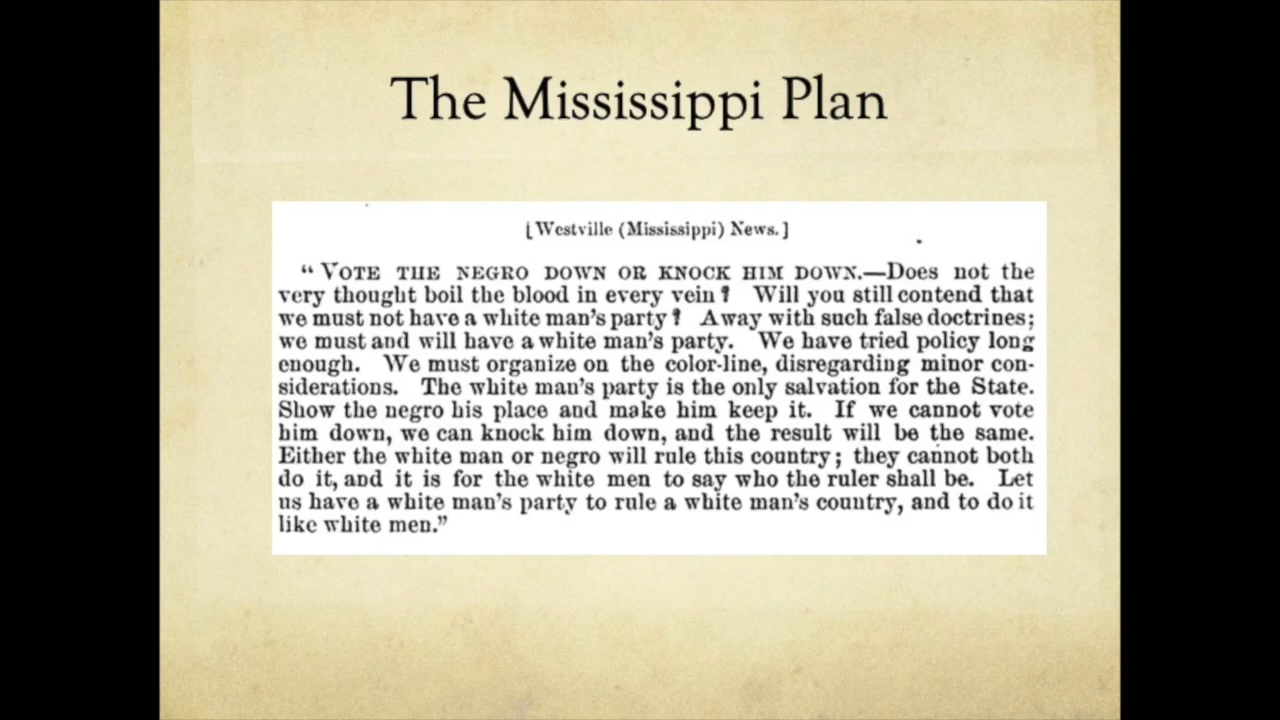 The Mississippi Plan
[Westville (Mississippi) News.]
“ VOTE THE NEGRO DOWN OR KNOCK HIM DOWN.—Does not the
very thought boil the blood in every vein? Will you still contend that
we must not have a white man's party? Away with such false doctrines;
we must and will have a white man's party. We have tried policy long
enough. We must organize on the color-line, disregarding minor con-
siderations. The white man's party is the only salvation for the State.
Show the negro his place and make him keep it. If we cannot vote
him down, we can knock him down, and the result will be the same.
Either the white man or negro will rule this country; they cannot both
do it, and it is for the white men to say who the ruler shall be. Let
us have a white man's party to rule a white man's country, and to do it
like white men.”